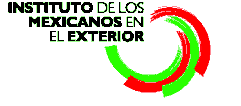 INSTITUTO DE LOS
MEXICANOS EN
EL EXTERIOR